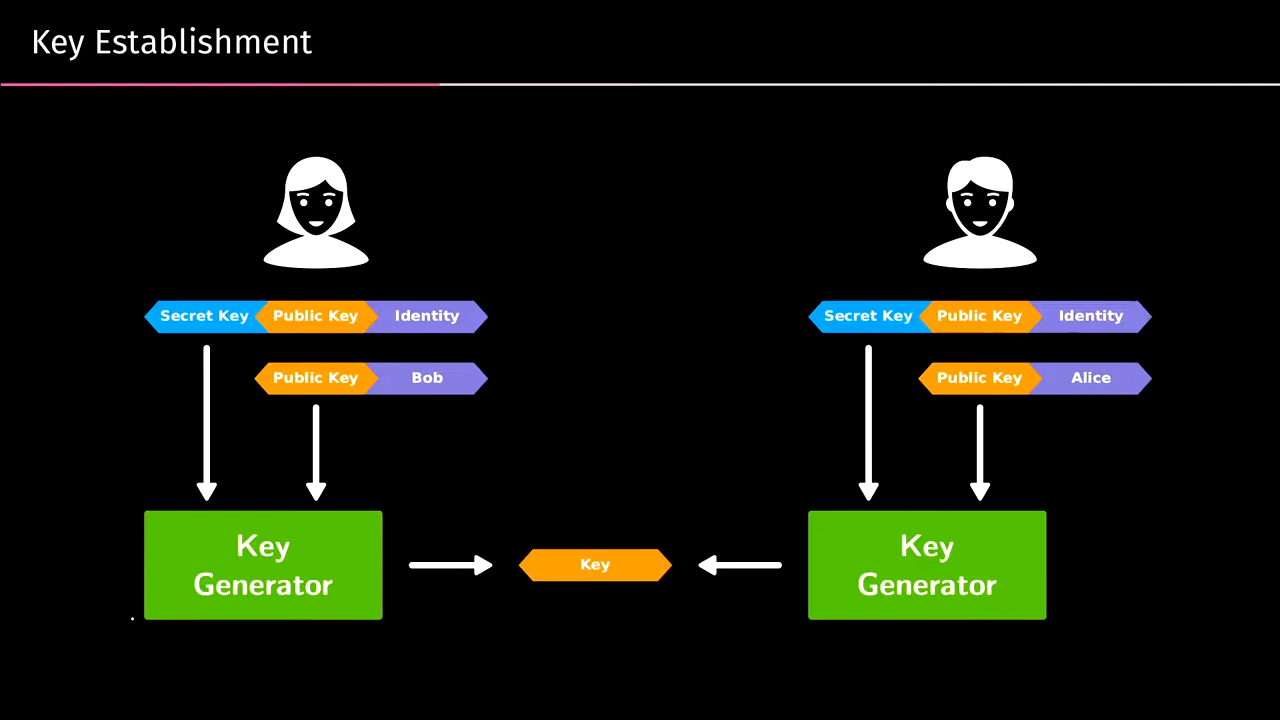 Key Establishment
Secret Key Public Key Identity
Secret Key Public Key Identity
Public Key Bob
Public Key Alice
Key
Generator
Key
Key
Generator